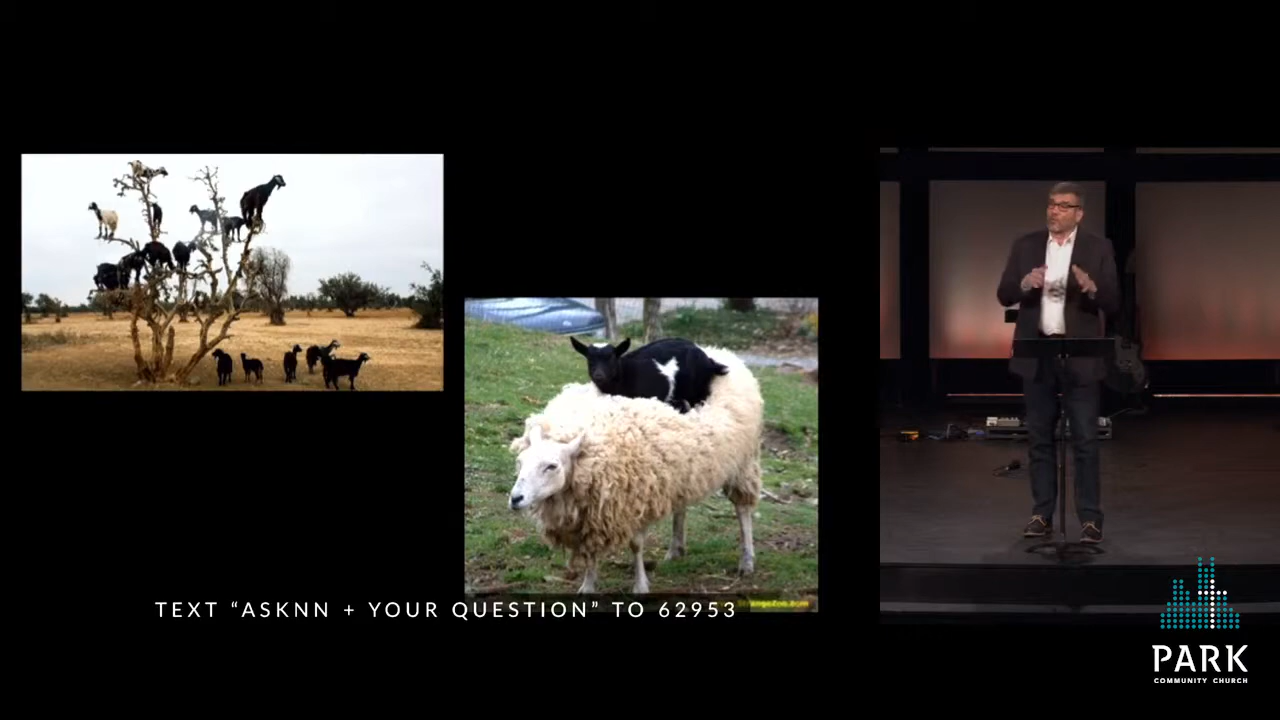 TEXT “ASKNN + YOUR QUESTION” TO 62953
PARK
COMMUNITY CHURCH